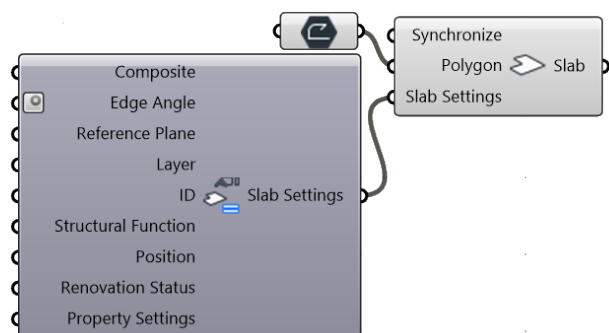 Synchronize
Polygon
Slab
Slab Settings
Composite
Edge Angle
Reference Plane
Layer
ID
Slab Settings
Structural Function
Position
Renovation Status
Property Settings